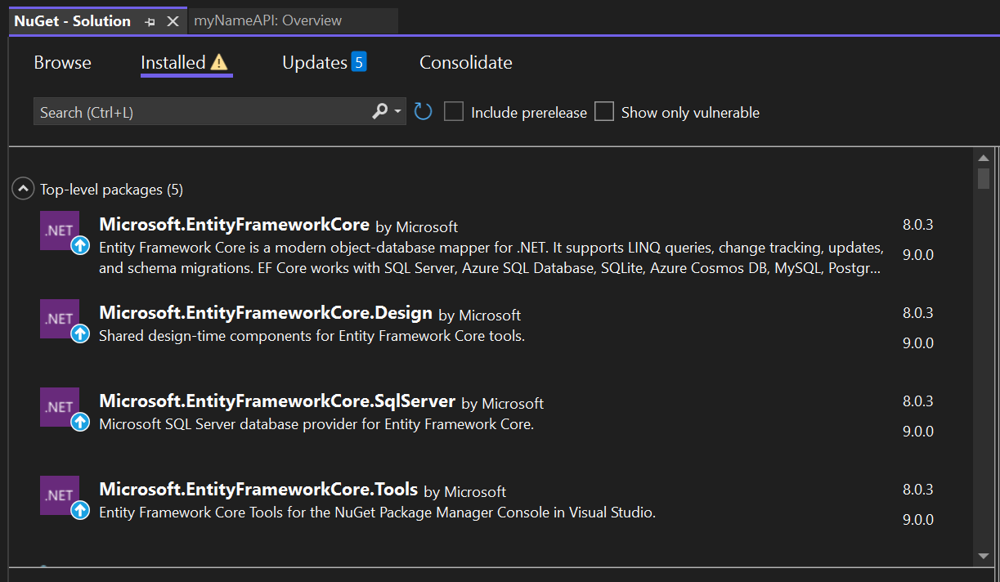 NuGet - Solution
myNameAPI: Overview
Browse
Installed
Updates 5
Consolidate
Search (Ctrl+L)
Include prerelease
Show only vulnerable
Top-level packages (5)
.NET
Microsoft.EntityFrameworkCore by Microsoft
8.0.3
Entity Framework Core is a modern object-database mapper for .NET. It supports LINQ queries, change tracking, updates,
9.0.0
and schema migrations. EF Core works with SQL Server, Azure SQL Database, SQLite, Azure Cosmos DB, MySQL, Postgr...
.NET
Microsoft.EntityFrameworkCore.Design by Microsoft
8.0.3
Shared design-time components for Entity Framework Core tools.
9.0.0
.NET
Microsoft.EntityFrameworkCore.SqlServer by Microsoft
8.0.3
Microsoft SQL Server database provider for Entity Framework Core.
9.0.0
.NET
Microsoft.EntityFrameworkCore.Tools by Microsoft
8.0.3
Entity Framework Core Tools for the NuGet Package Manager Console in Visual Studio.
9.0.0